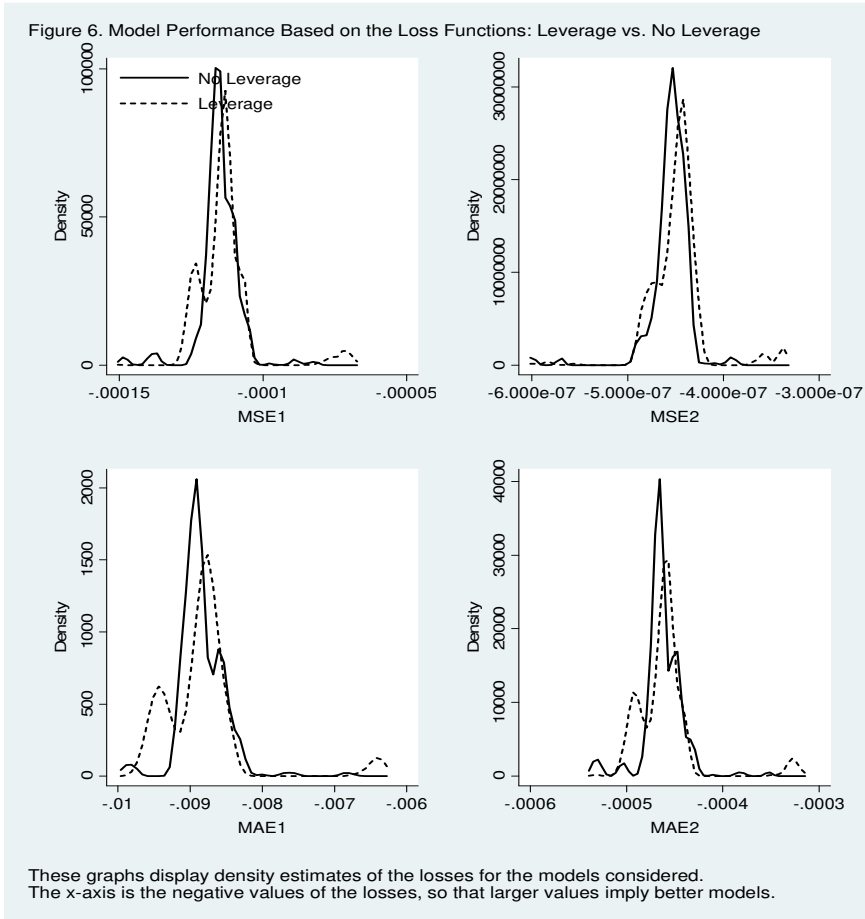 Figure 6. Model Performance Based on the Loss Functions: Leverage vs. No Leverage
No Leverage
Leverage
Density
100000
50000
0
-.00015 -.0001 -.00005
MSE1
Density
30000000
20000000
10000000
0
-6.000e-07 -5.000e-07 -4.000e-07 -3.000e-07
MSE2
Density
2000
1500
1000
500
0
-.01 -.009 -.008 -.007 -.006
MAE1
Density
40000
30000
20000
10000
0
-.0006 -.0005 -.0004 -.0003
MAE2
These graphs display density estimates of the losses for the models considered.
The x-axis is the negative values of the losses, so that larger values imply better models.